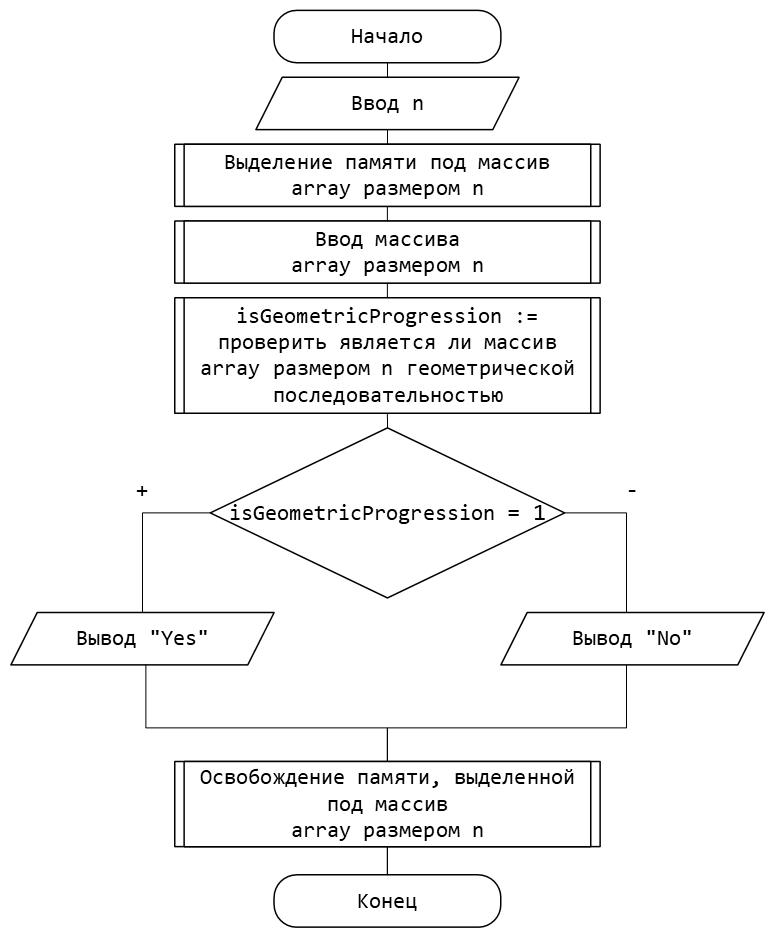 Начало
Ввод n
Выделение памяти под массив
array размером n
Ввод массива
array размером n
isGeometricProgression :=
проверить является ли массив
array размером n геометрической
последовательностью
+
-
isGeometricProgression = 1
Вывод "Yes"
Вывод "No"
Освобождение памяти, выделенной
под массив
array размером n
Конец